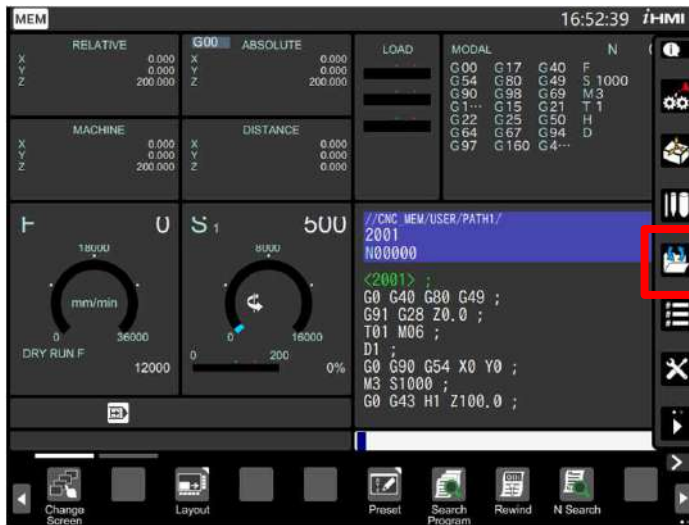 MEM 16:52:39 iHMI
RELATIVE
X 0.000
Y 0.000
Z 200.000
G00 ABSOLUTE
X 0.000
Y 0.000
Z 200.000
LOAD
MODAL N
G00 G17 G40 F
G54 G80 G49 S 1000
G90 G98 G69 M3
G1… G15 G21 T 1
G22 G25 G50 H
G64 G67 G94 D
G97 G160 G4…
MACHINE
X 0.000
Y 0.000
Z 200.000
DISTANCE
X 0.000
Y 0.000
Z 0.000
F 0
18000
mm/min
0 36000
DRY RUN F
12000
S 1 500
8000
0 16000
0 200
0%
//CNC_MEM/USER/PATH1/
2001
N00000
<2001> ;
G0 G40 G80 G49 ;
G91 G28 Z0.0 ;
T01 M06 ;
D1 ;
G0 G90 G54 X0 Y0 ;
M3 S1000 ;
G0 G43 H1 Z100.0 ;
Change Screen
Layout
Preset
Search Program
Rewind
N Search